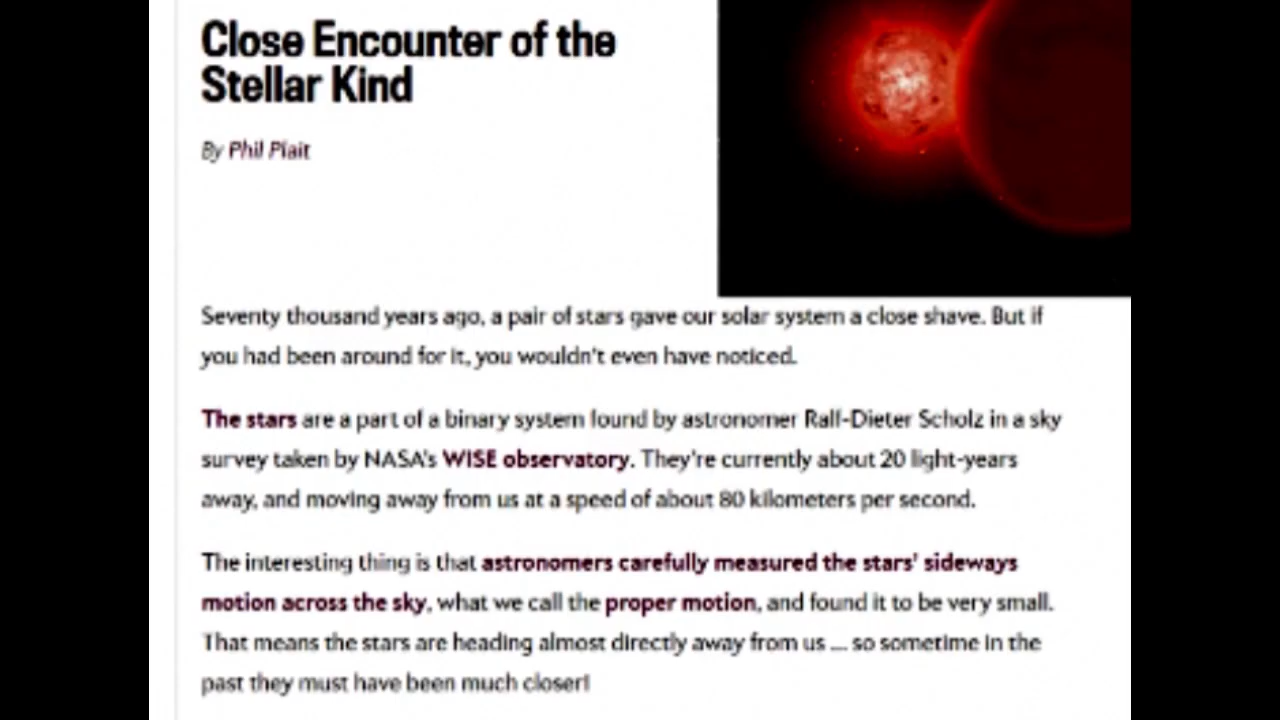 Close Encounter of the
Stellar Kind
By Phil Plait
Seventy thousand years ago, a pair of stars gave our solar system a close shave. But if
you had been around for it, you wouldn't even have noticed.
The stars are a part of a binary system found by astronomer Ralf-Dieter Scholz in a sky
survey taken by NASA's WISE observatory. They're currently about 20 light-years
away, and moving away from us at a speed of about 80 kilometers per second.
The interesting thing is that astronomers carefully measured the stars' sideways
motion across the sky, what we call the proper motion, and found it to be very small.
That means the stars are heading almost directly away from us ... so sometime in the
past they must have been much closer!